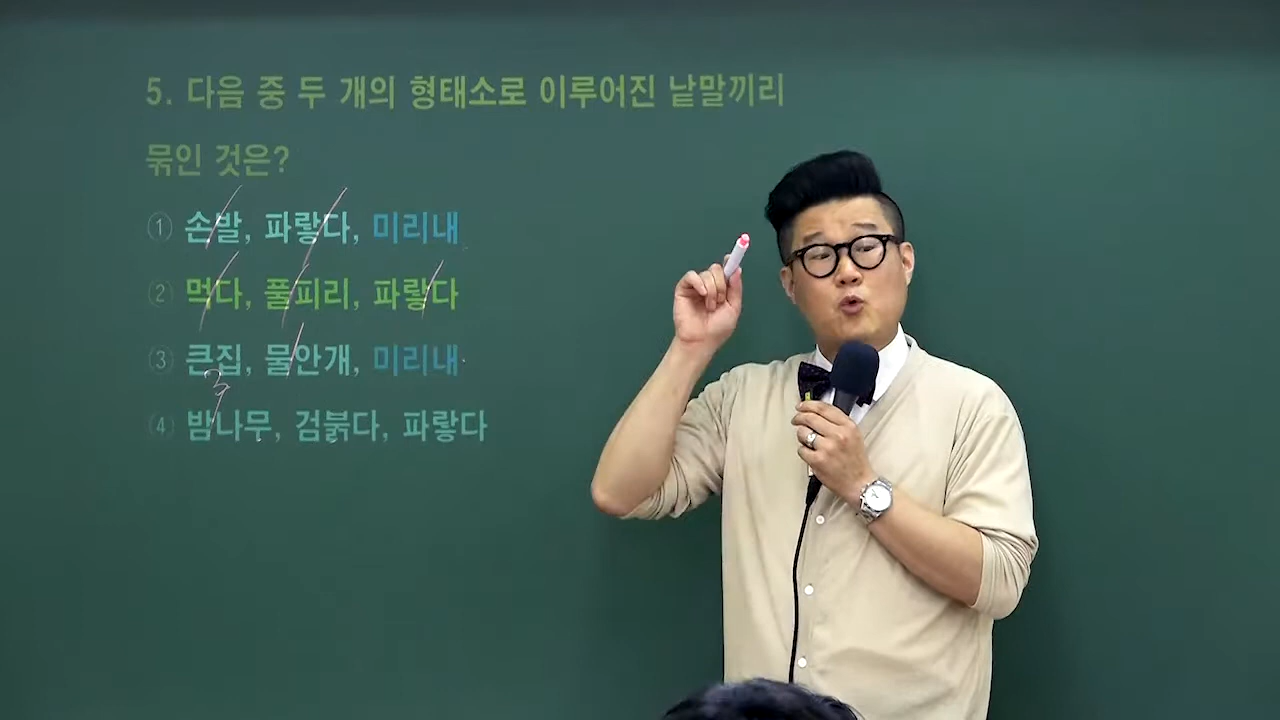 5. 다음 중 두 개의 형태소로 이루어진 낱말끼리
묶인 것은?
① 손발, 파랗다, 미리내
② 먹다, 풀피리, 파랗다
③ 큰집, 물안개, 미리내
3
④ 밤나무, 검붉다, 파랗다